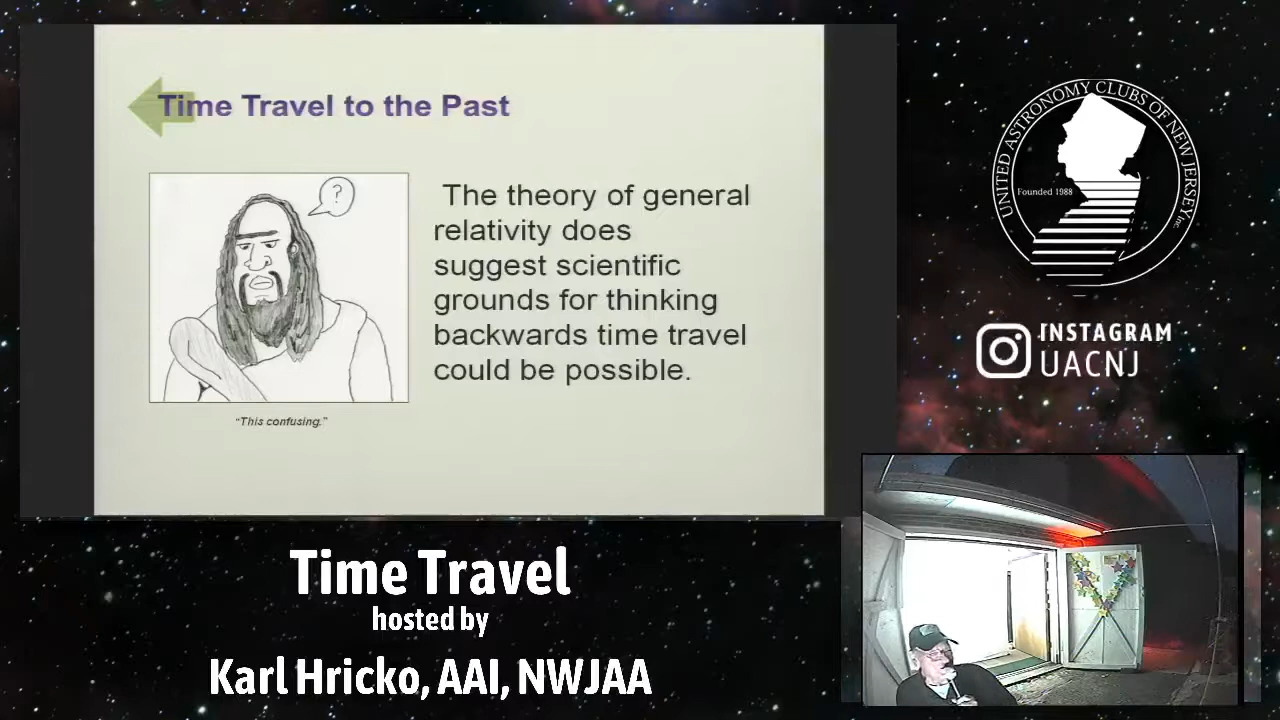 Time Travel to the Past
?
The theory of general
relativity does
suggest scientific
grounds for thinking
backwards time travel
could be possible.
“This confusing.”
UNITED ASTRONOMY CLUBS OF NEW JERSEY, Inc.
Founded 1988
INSTAGRAM
UACNJ
Time Travel
hosted by
Karl Hricko, AAI, NWJAA